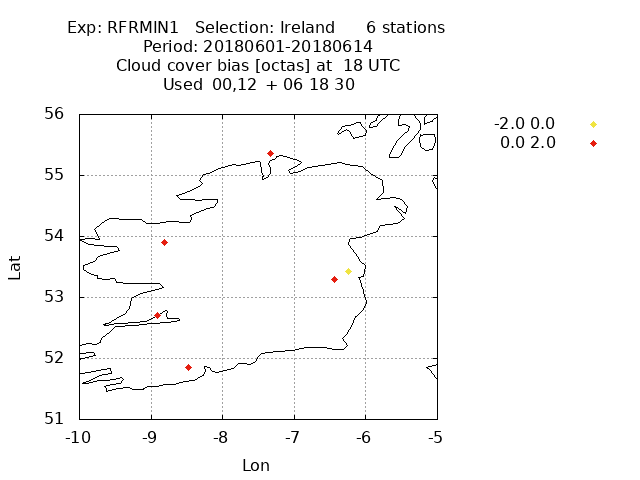 Exp: RFRMIN1   Selection: Ireland      6 stations
Period: 20180601-20180614
Cloud cover bias [octas] at  18 UTC
Used  00,12  + 06 18 30
-2.0 0.0
0.0 2.0
56
55
54
53
52
51
Lat
-10 -9 -8 -7 -6 -5
Lon